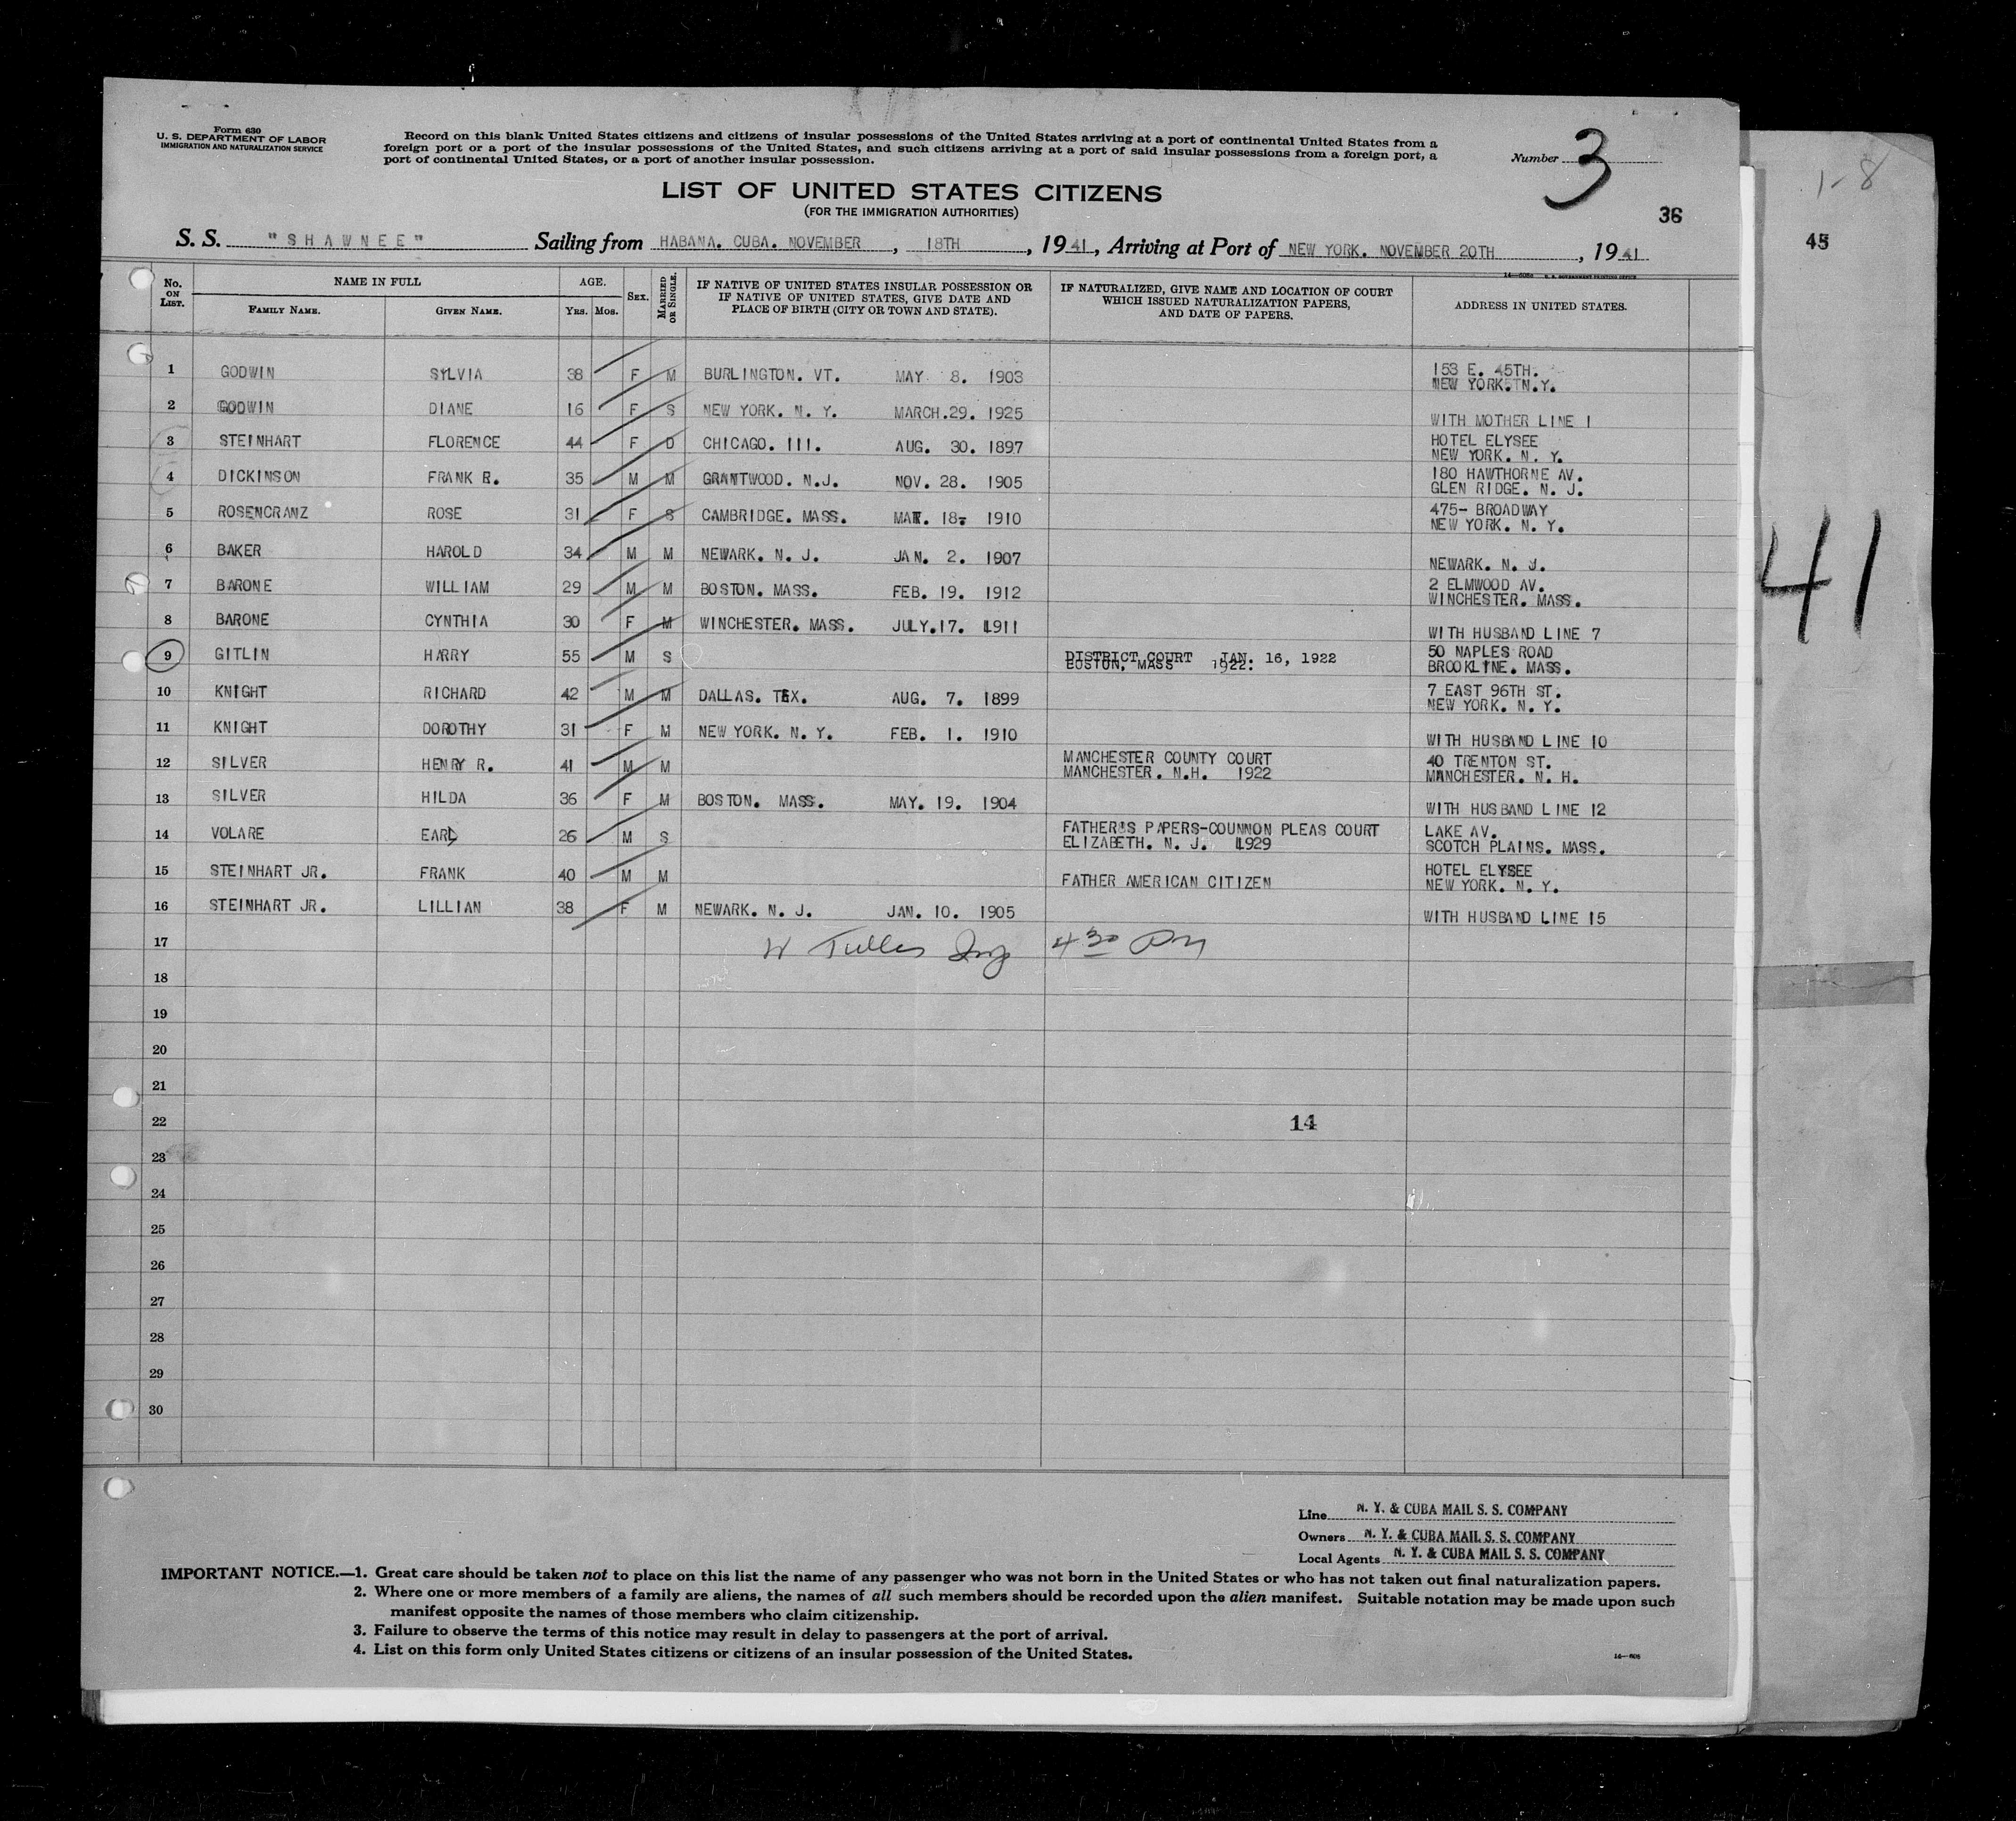 Form 630
U. S. DEPARTMENT OF LABOR
IMMIGRATION AND NATURALIZATION SERVICE
Record on this blank United States citizens and citizens of insular possessions of the United States arriving at a port of continental United States from a
foreign port or a port of the insular possessions of the United States, and such citizens arriving at a port of said insular possessions from a foreign port, a
port of continental United States, or a port of another insular possession.
Number 3
1-8
LIST OF UNITED STATES CITIZENS
(FOR THE IMMIGRATION AUTHORITIES)
36
45
S. S. "SHAWNEE" Sailing from HABANA. CUBA. NOVEMBER, 18TH, 1941, Arriving at Port of NEW YORK. NOVEMBER 20TH, 1941
No. ON LIST. NAME IN FULL FAMILY NAME. GIVEN NAME. AGE. YRS. MOS. SEX. MARRIED OR SINGLE. IF NATIVE OF UNITED STATES INSULAR POSSESSION OR IF NATIVE OF UNITED STATES, GIVE DATE AND PLACE OF BIRTH (CITY OR TOWN AND STATE). IF NATURALIZED, GIVE NAME AND LOCATION OF COURT WHICH ISSUED NATURALIZATION PAPERS, AND DATE OF PAPERS. ADDRESS IN UNITED STATES.
1 GODWIN SYLVIA 38 F M BURLINGTON. VT. MAY 8. 1903 153 E. 45TH.
NEW YORK. N.Y.
2 GODWIN DIANE 16 F S NEW YORK. N. Y. MARCH.29. 1925 WITH MOTHER LINE 1
3 STEINHART FLORENCE 44 F D CHICAGO. III. AUG. 30. 1897 HOTEL ELYSEE
NEW YORK. N. Y.
4 DICKINSON FRANK R. 35 M M GRANTWOOD. N.J. NOV. 28. 1905 180 HAWTHORNE AV.
GLEN RIDGE. N. J.
5 ROSENCRANZ ROSE 31 F S CAMBRIDGE. MASS. 18- 1910 475- BROADWAY
NEW YORK. N. Y.
6 BAKER HAROLD 34 M M NEWARK. N. J. JAN. 2. 1907 NEWARK. N. J.
7 BARONE WILLIAM 29 M M BOSTON. MASS. FEB. 19. 1912 2 ELMWOOD AV.
WINCHESTER. MASS.
8 BARONE CYNTHIA 30 F M WINCHESTER. MASS. JULY.17. 1911 WITH HUSBAND LINE 7
9 GITLIN HARRY 55 M S DISTRICT COURT JAN. 16, 1922 50 NAPLES ROAD
BOSTON, MASS 1922. BROOKLINE. MASS.
10 KNIGHT RICHARD 42 M M DALLAS. TEX. AUG. 7. 1899 7 EAST 96TH ST.
NEW YORK. N. Y.
11 KNIGHT DOROTHY 31 F M NEW YORK. N. Y. FEB. 1. 1910 WITH HUSBAND LINE 10
12 SILVER HENRY R. 41 M M MANCHESTER COUNTY COURT 40 TRENTON ST.
MANCHESTER. N.H. 1922 MANCHESTER. N. H.
13 SILVER HILDA 36 F M BOSTON. MASS. MAY. 19. 1904 WITH HUSBAND LINE 12
14 VOLARE EARL 26 M S FATHER'S PAPERS-COUNNON PLEAS COURT LAKE AV.
ELIZABETH. N. J. 1929 SCOTCH PLAINS. MASS.
15 STEINHART JR. FRANK 40 M M FATHER AMERICAN CITIZEN HOTEL ELYSEE
NEW YORK. N. Y.
16 STEINHART JR. LILLIAN 38 F M NEWARK. N. J. JAN. 10. 1905 WITH HUSBAND LINE 15
41
17 4 30 PM
18
19
20
21
22 14
23
24
25
26
27
28
29
30
Line N. Y. & CUBA MAIL S. S. COMPANY
Owners N. Y. & CUBA MAIL S. S. COMPANY
Local Agents N. Y. & CUBA MAIL S. S. COMPANY
IMPORTANT NOTICE.—1. Great care should be taken not to place on this list the name of any passenger who was not born in the United States or who has not taken out final naturalization papers.
2. Where one or more members of a family are aliens, the names of all such members should be recorded upon the alien manifest. Suitable notation may be made upon such
manifest opposite the names of those members who claim citizenship.
3. Failure to observe the terms of this notice may result in delay to passengers at the port of arrival.
4. List on this form only United States citizens or citizens of an insular possession of the United States.